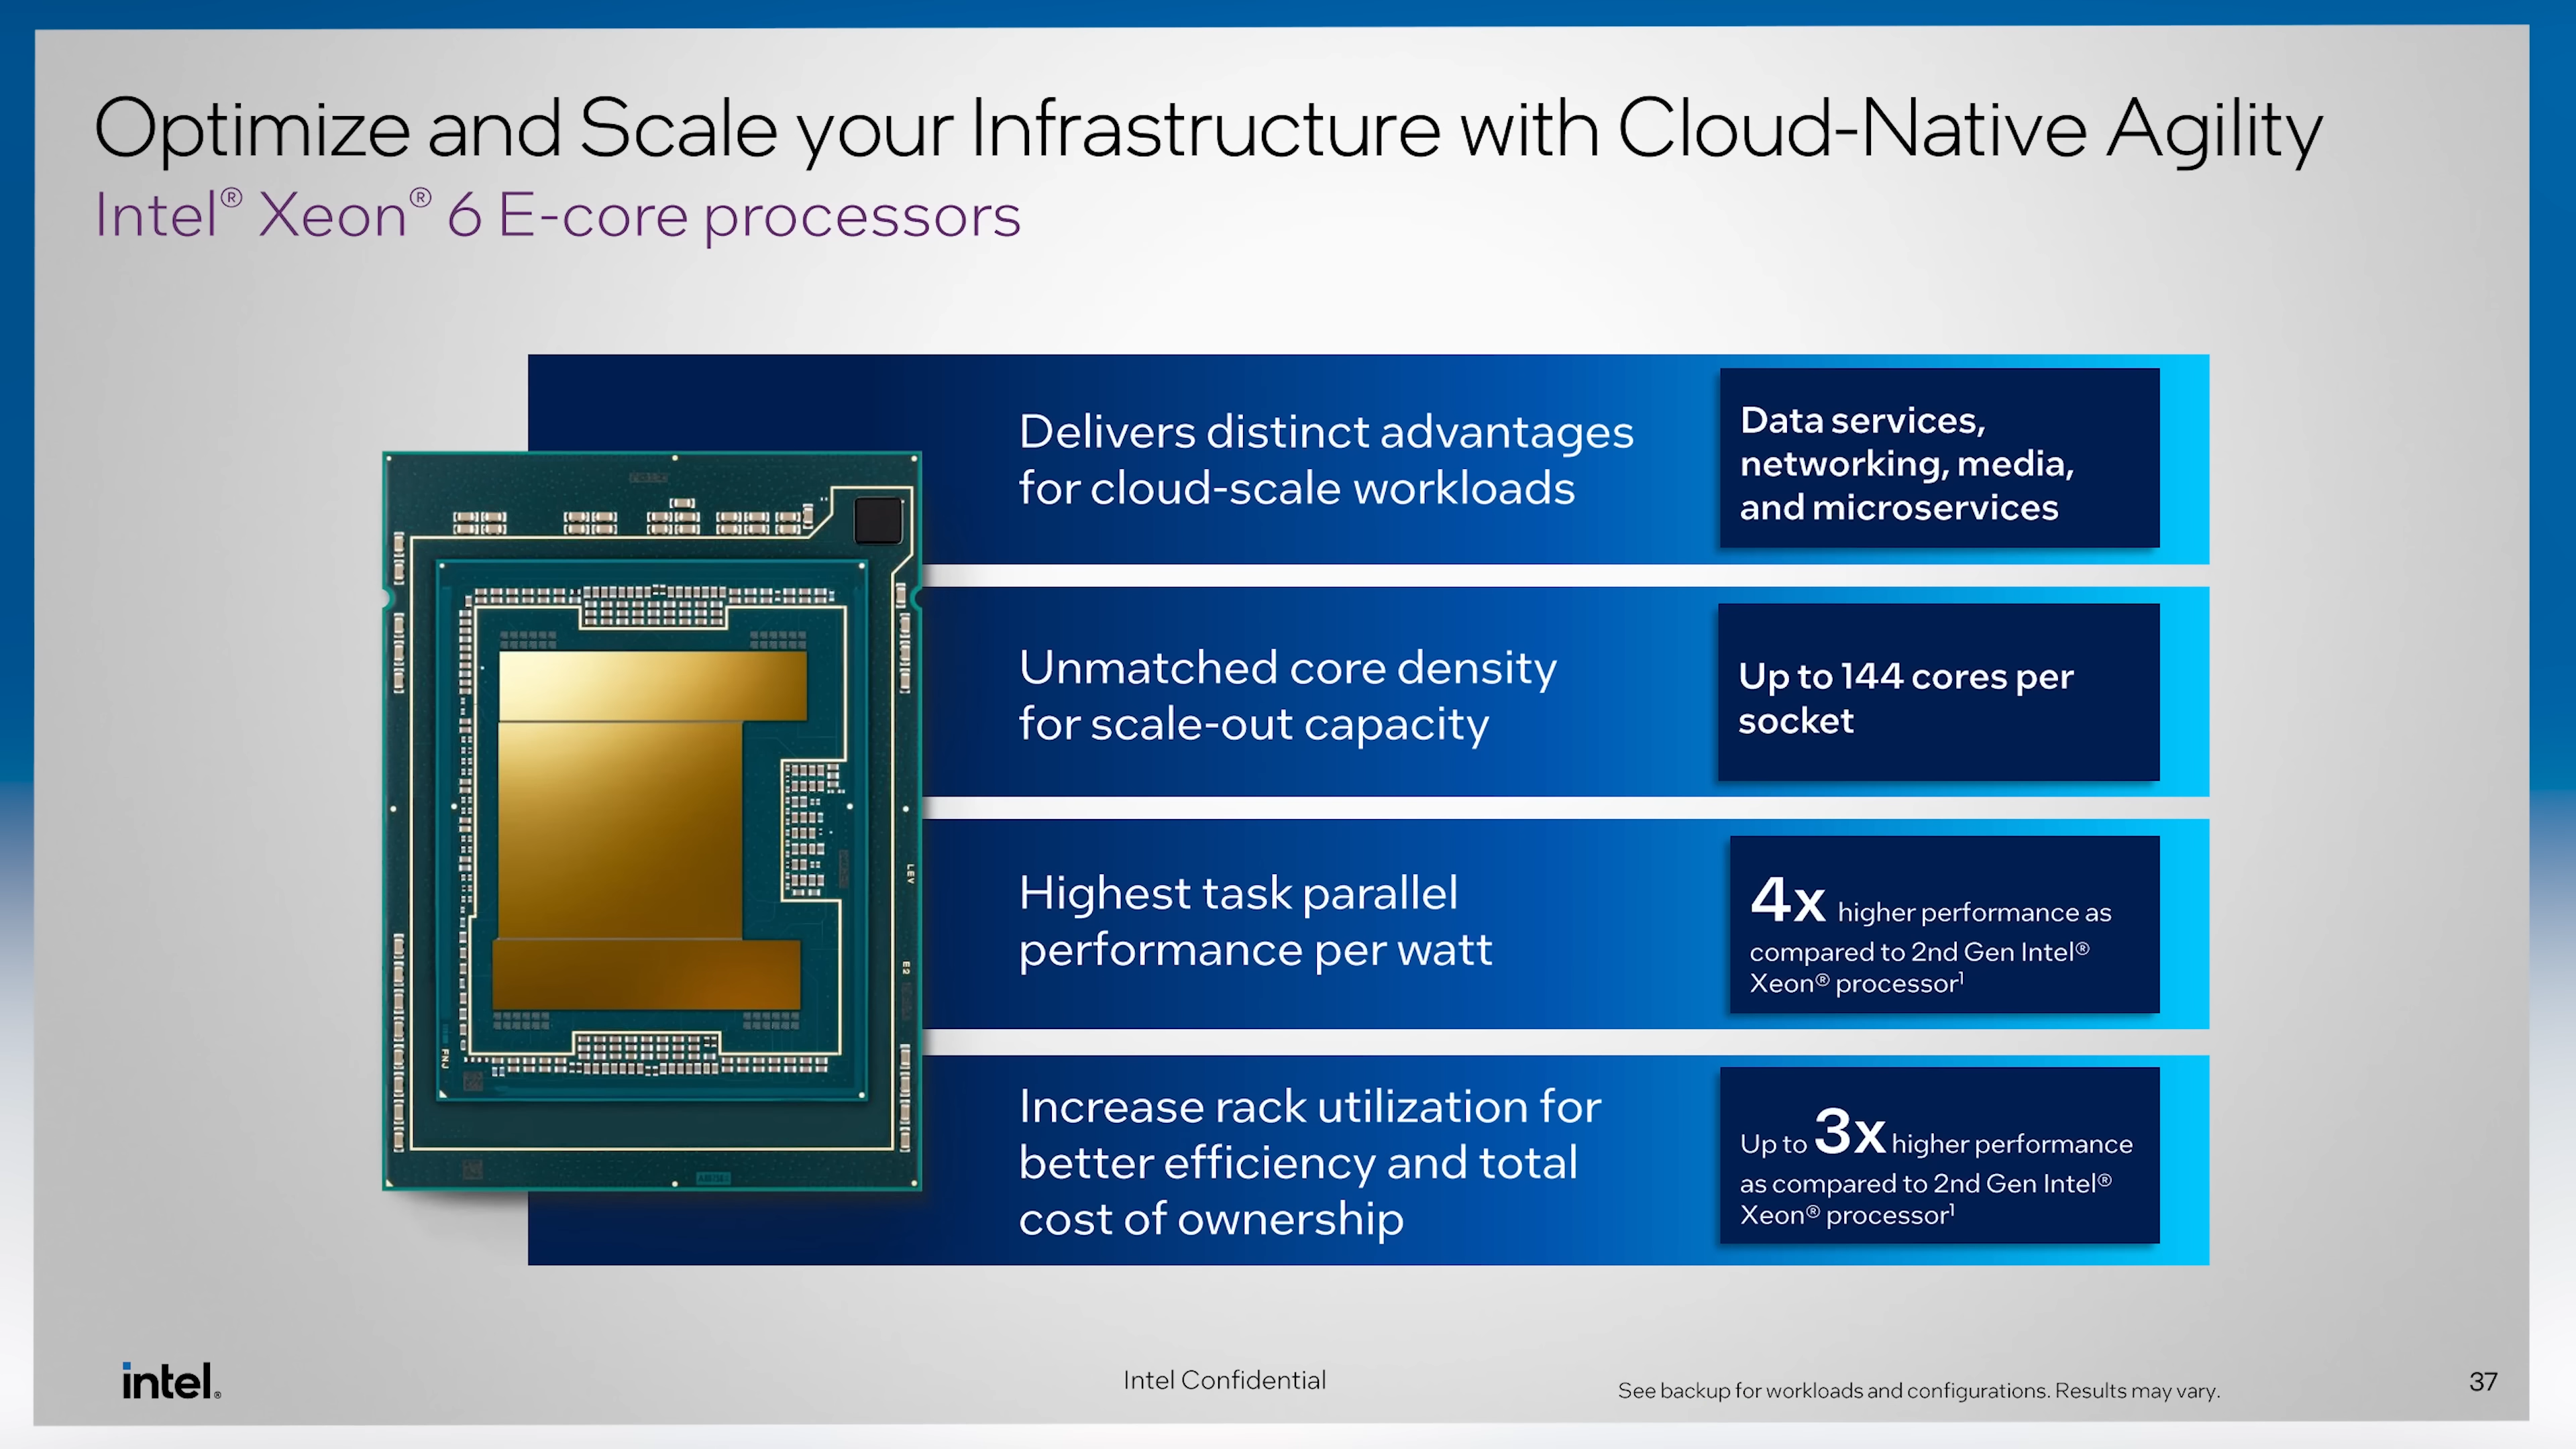 Optimize and Scale your Infrastructure with Cloud-Native Agility
Intel® Xeon® 6 E-core processors
Delivers distinct advantages
for cloud-scale workloads
Data services,
networking, media,
and microservices
Unmatched core density
for scale-out capacity
Up to 144 cores per
socket
Highest task parallel
performance per watt
4x higher performance as
compared to 2nd Gen Intel®
Xeon® processor¹
Increase rack utilization for
better efficiency and total
cost of ownership
Up to 3x higher performance
as compared to 2nd Gen Intel®
Xeon® processor¹
LEV
E2
FNJ
intel®
Intel Confidential
See backup for workloads and configurations. Results may vary.
37